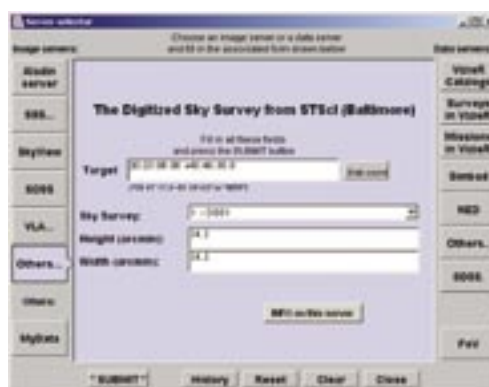 Server selector
Choose an image server or a data server
and fill in the associated form drawn below
Image servers:
Data servers
Aladin
server
SkyView
SDSS
VLA...
Others...
Others:
MyData
The Digitized Sky Survey from STScI (Baltimore)
Fill in all these fields
and press the SUBMIT button
Target
Sky Survey:
Height (arcmin):
Width (arcmin):
Info on this server
VizieR
Catalogs
Surveys
in VizieR
Missions
in VizieR
Simbad
NED
Others...
SDSS
FoV
* SUBMIT *
History
Reset
Clear
Close